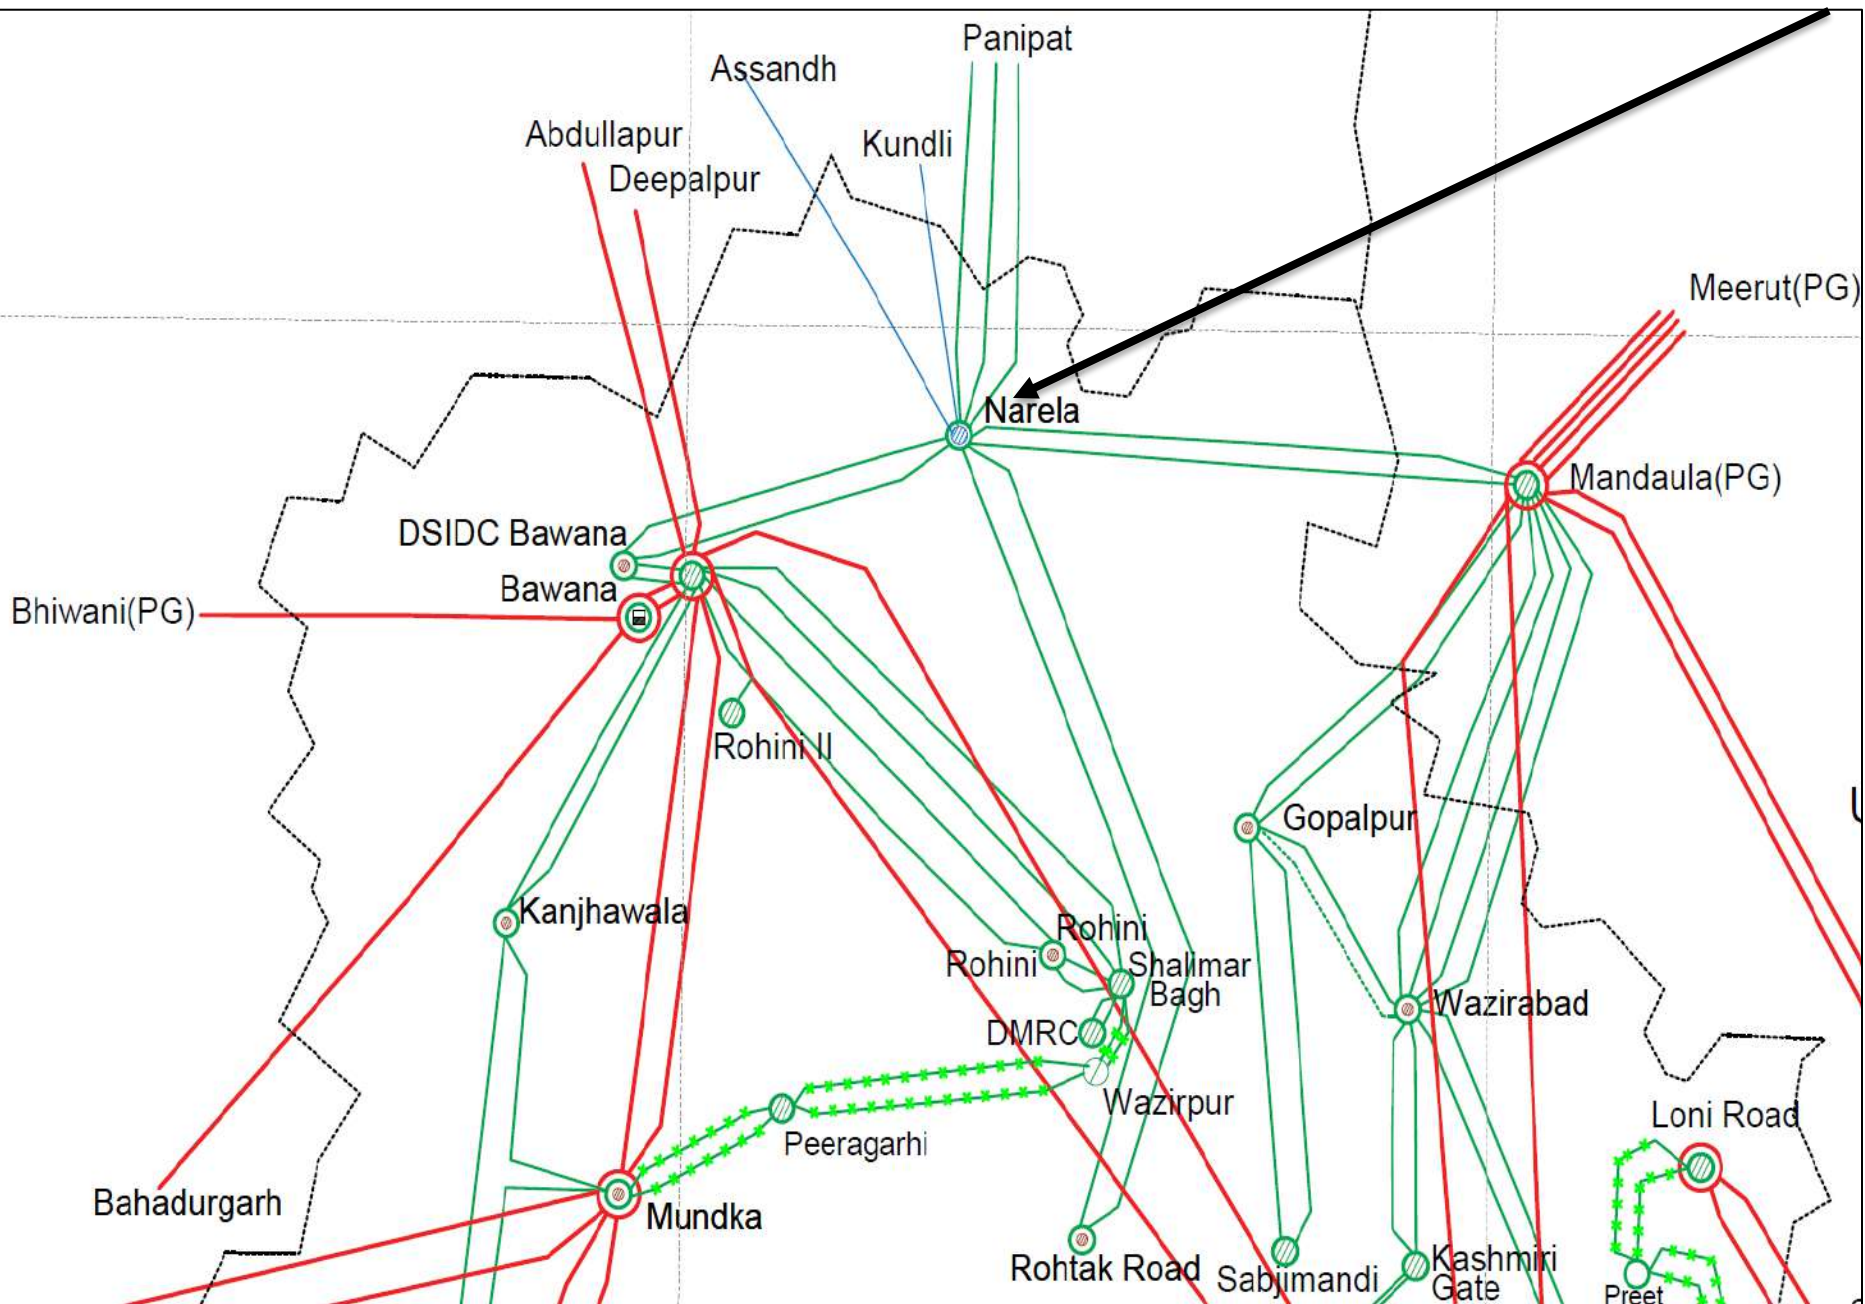 Panipat
Assandh
Abdullapur
Kundli
Deepalpur
Meerut(PG)
Narela
Mandaula(PG)
DSIDC Bawana
Bawana
Bhiwani(PG)
Rohini II
U
Gopalpur
Kanjhawala
Rohini
Rohini
Shalimar
Bagh
Wazirabad
DMRC
Wazirpur
Loni Road
Peeragarhi
Bahadurgarh
Mundka
Rohtak Road
Sabjimandi
Kashmiri
Gate
Preet